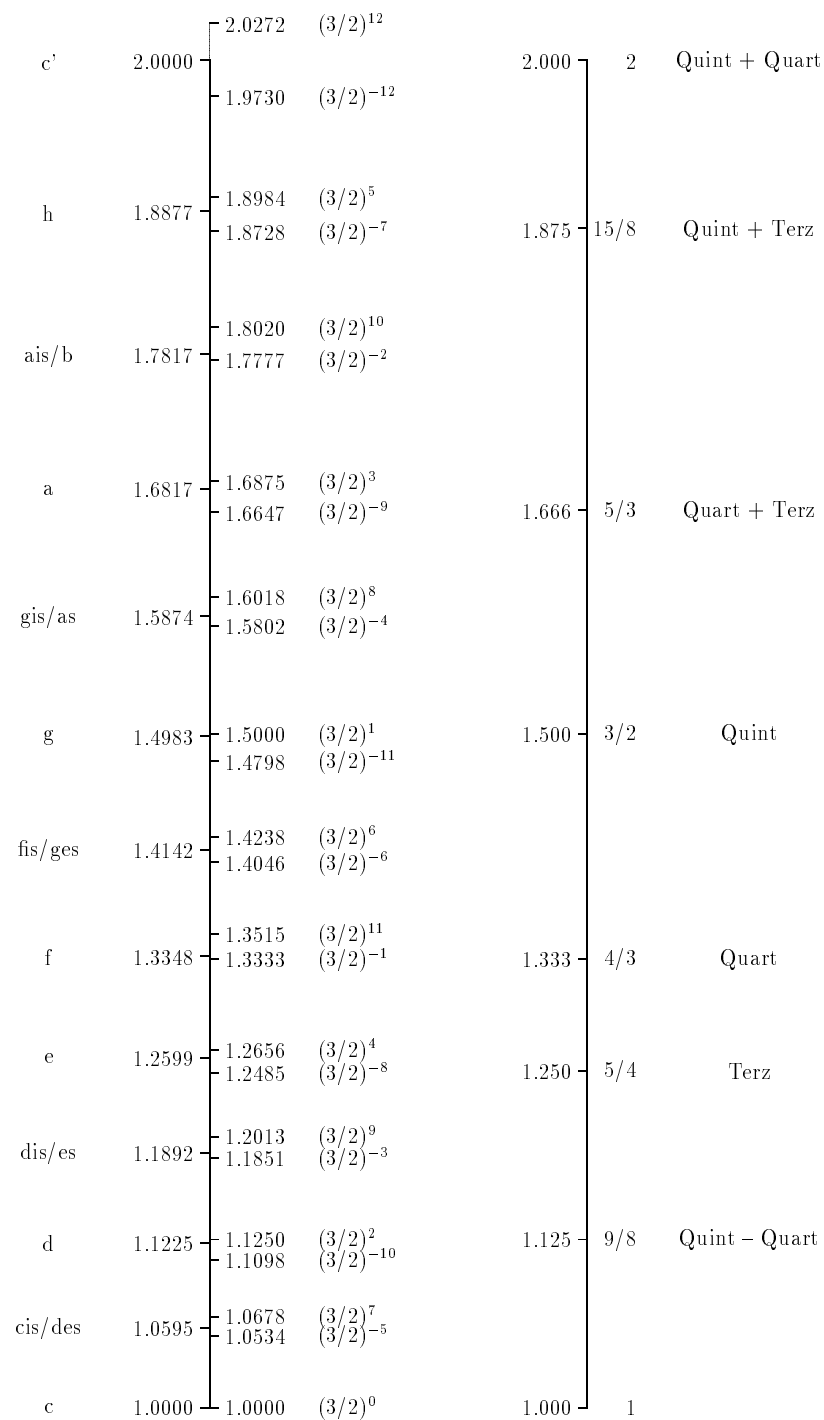 2.0272 (3/2)^12
c' 2.0000 2.000 2 Quint + Quart
1.9730 (3/2)^−12
1.8984 (3/2)^5
h 1.8877
1.8728 (3/2)^−7 1.875 15/8 Quint + Terz
1.8020 (3/2)^10
ais/b 1.7817
1.7777 (3/2)^−2
1.6875 (3/2)^3
a 1.6817
1.6647 (3/2)^−9 1.666 5/3 Quart + Terz
1.6018 (3/2)^8
gis/as 1.5874
1.5802 (3/2)^−4
g 1.4983 1.5000 (3/2)^1 1.500 3/2 Quint
1.4798 (3/2)^−11
1.4238 (3/2)^6
fis/ges 1.4142
1.4046 (3/2)^−6
1.3515 (3/2)^11
f 1.3348 1.3333 (3/2)^−1 1.333 4/3 Quart
1.2656 (3/2)^4
e 1.2599
1.2485 (3/2)^−8 1.250 5/4 Terz
1.2013 (3/2)^9
dis/es 1.1892
1.1851 (3/2)^−3
d 1.1225 1.1250 (3/2)^2 1.125 9/8 Quint – Quart
1.1098 (3/2)^−10
1.0678 (3/2)^7
cis/des 1.0595
1.0534 (3/2)^−5
c 1.0000 1.0000 (3/2)^0 1.000 1